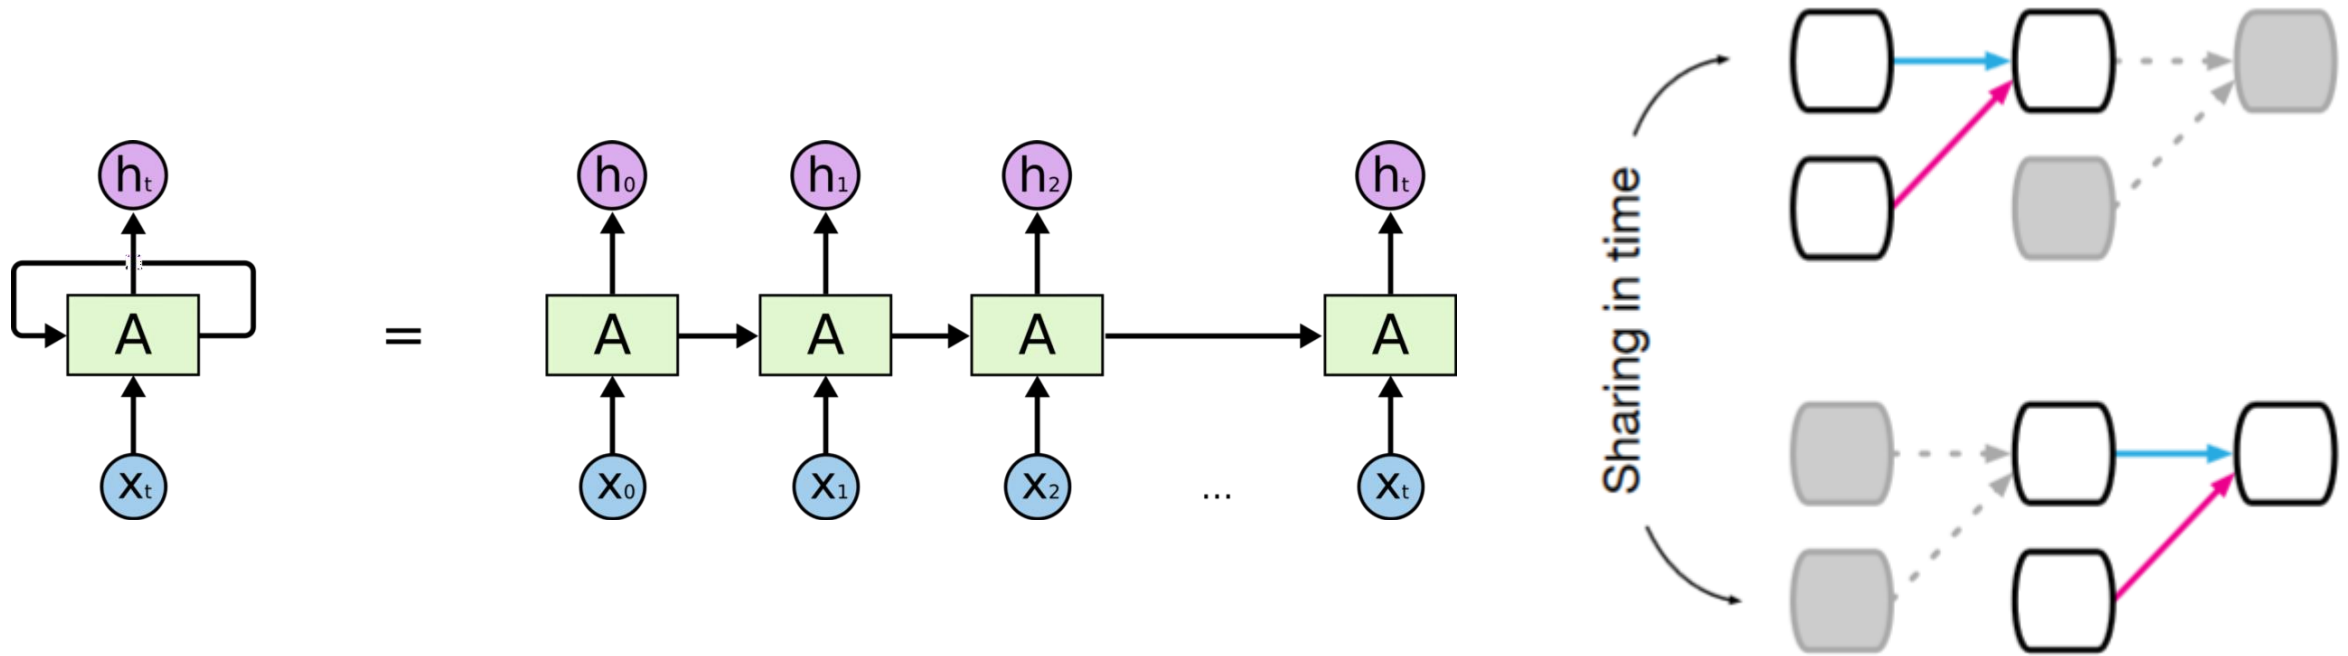 ht
A
xt
=
h0 h1 h2 ht
A A A A
x0 x1 x2 ... xt
Sharing in time